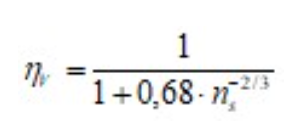 η_v = 1 / (1+0,68· n_s^{-2/3})